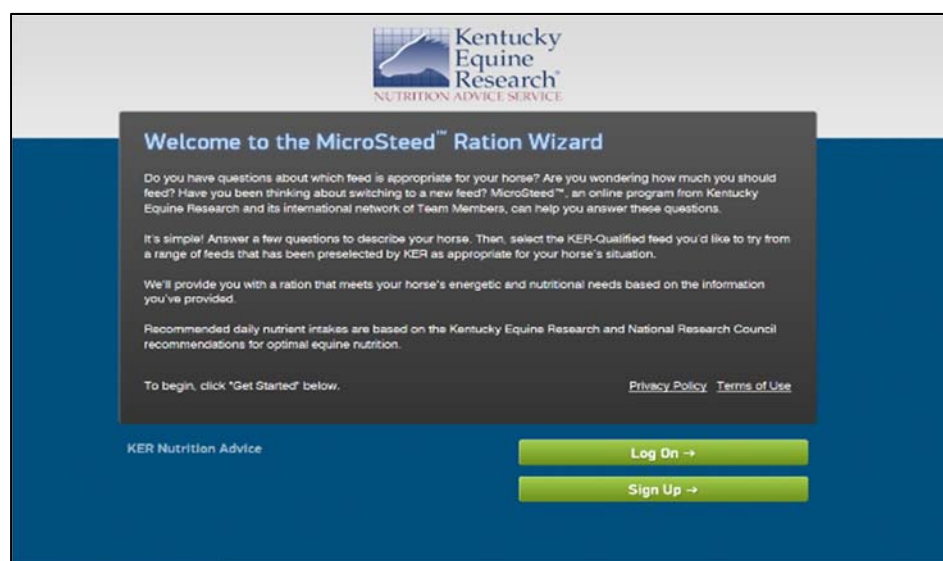 Kentucky
Equine
Research®
NUTRITION ADVICE SERVICE
Welcome to the MicroSteed™ Ration Wizard
Do you have questions about which feed is appropriate for your horse? Are you wondering how much you should
feed? Have you been thinking about switching to a new feed? MicroSteed™, an online program from Kentucky
Equine Research and its international network of Team Members, can help you answer these questions.
It's simple! Answer a few questions to describe your horse. Then, select the KER-Qualified feed you'd like to try from
a range of feeds that has been preselected by KER as appropriate for your horse's situation.
We'll provide you with a ration that meets your horse's energetic and nutritional needs based on the information
you've provided.
Recommended daily nutrient intakes are based on the Kentucky Equine Research and National Research Council
recommendations for optimal equine nutrition.
To begin, click "Get Started" below.
Privacy Policy Terms of Use
KER Nutrition Advice
Log On →
Sign Up →